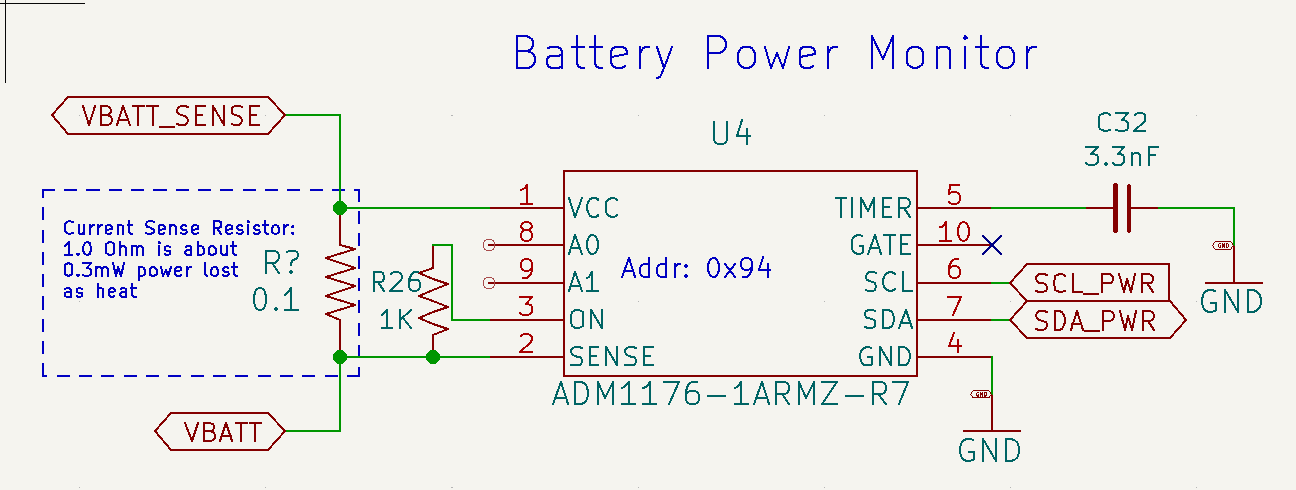 Battery Power Monitor
VBATT_SENSE
U4
C32
3.3nF
1
VCC
TIMER
5
Current Sense Resistor:
1.0 Ohm is about
0.3mW power lost
as heat
R?
0.1
R26
1K
8
A0
GATE
10
GND
9
A1
Addr: 0x94
SCL
6
SCL_PWR
GND
3
ON
SDA
7
SDA_PWR
2
SENSE
GND
4
ADM1176-1ARMZ-R7
GND
VBATT
GND